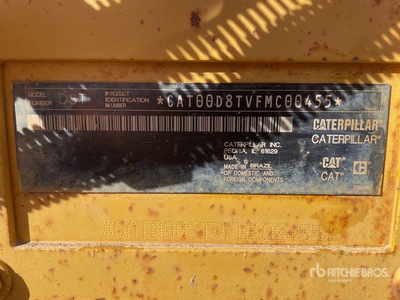 MODEL NUMBER D8T
PRODUCT IDENTIFICATION NUMBER *CAT00D8TVFMC00455*
CATERPILLAR
CATERPILLAR®
CATERPILLAR INC.
PEORIA, IL 61629
USA
MADE IN BRAZIL
OF DOMESTIC AND
FOREIGN COMPONENTS
CAT®
CAT®
rb RITCHIE BROS.